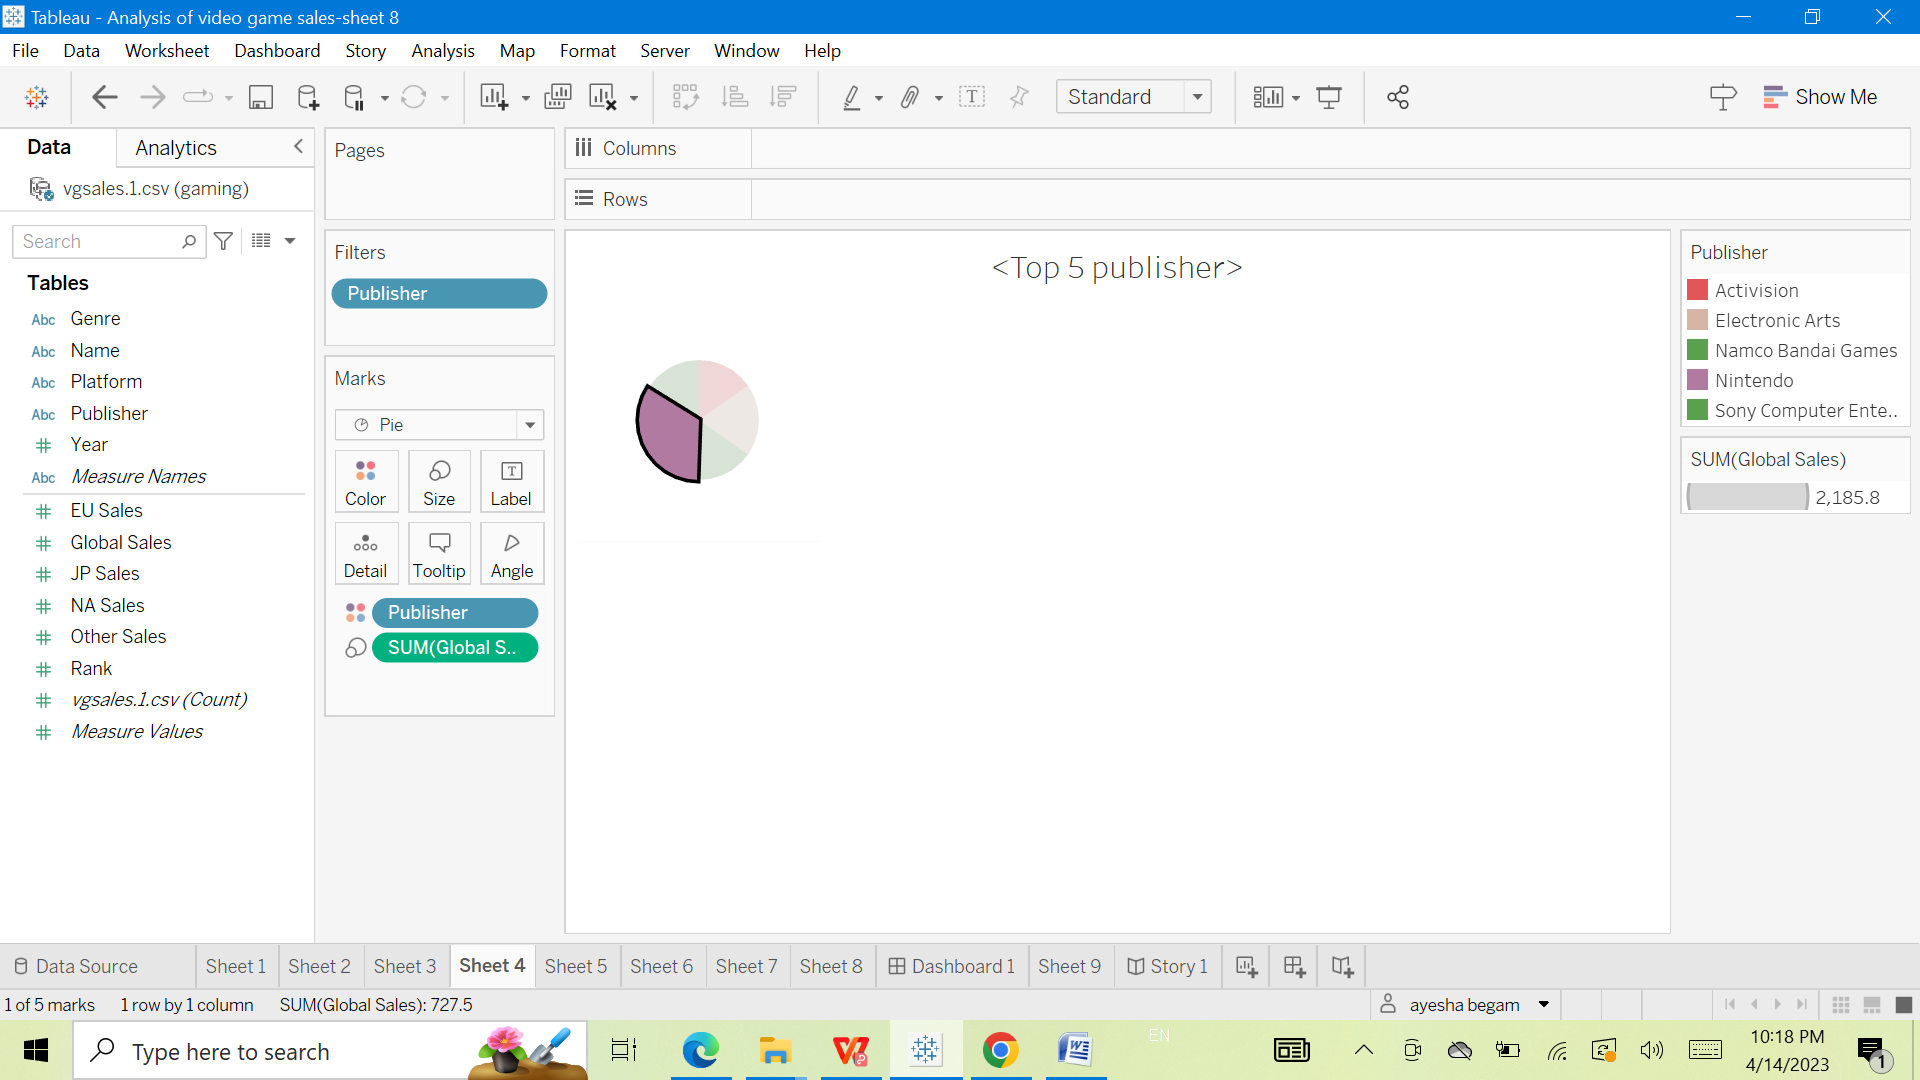 Tableau - Analysis of video game sales-sheet 8
File Data Worksheet Dashboard Story Analysis Map Format Server Window Help
Standard
Show Me
Data Analytics
vgsales.1.csv (gaming)
Search
Tables
Abc Genre
Abc Name
Abc Platform
Abc Publisher
# Year
Abc Measure Names
# EU Sales
# Global Sales
# JP Sales
# NA Sales
# Other Sales
# Rank
# vgsales.1.csv (Count)
# Measure Values
Pages
Filters
Publisher
Marks
Pie
Color Size Label
Detail Tooltip Angle
Publisher
SUM(Global S..
Columns
Rows
<Top 5 publisher>
Publisher
Activision
Electronic Arts
Namco Bandai Games
Nintendo
Sony Computer Ente..
SUM(Global Sales)
2,185.8
Data Source Sheet 1 Sheet 2 Sheet 3 Sheet 4 Sheet 5 Sheet 6 Sheet 7 Sheet 8 Dashboard 1 Sheet 9 Story 1
1 of 5 marks 1 row by 1 column SUM(Global Sales): 727.5
ayesha begam
Type here to search
EN
10:18 PM
4/14/2023
1